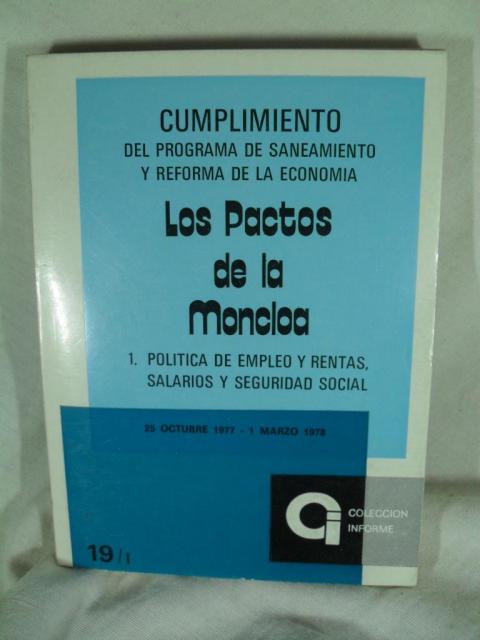 CUMPLIMIENTO
DEL PROGRAMA DE SANEAMIENTO
Y REFORMA DE LA ECONOMIA
Los Pactos
de la
Moncloa
1. POLITICA DE EMPLEO Y RENTAS,
SALARIOS Y SEGURIDAD SOCIAL
25 OCTUBRE 1977 - 1 MARZO 1978
COLECCION
INFORME
19/1